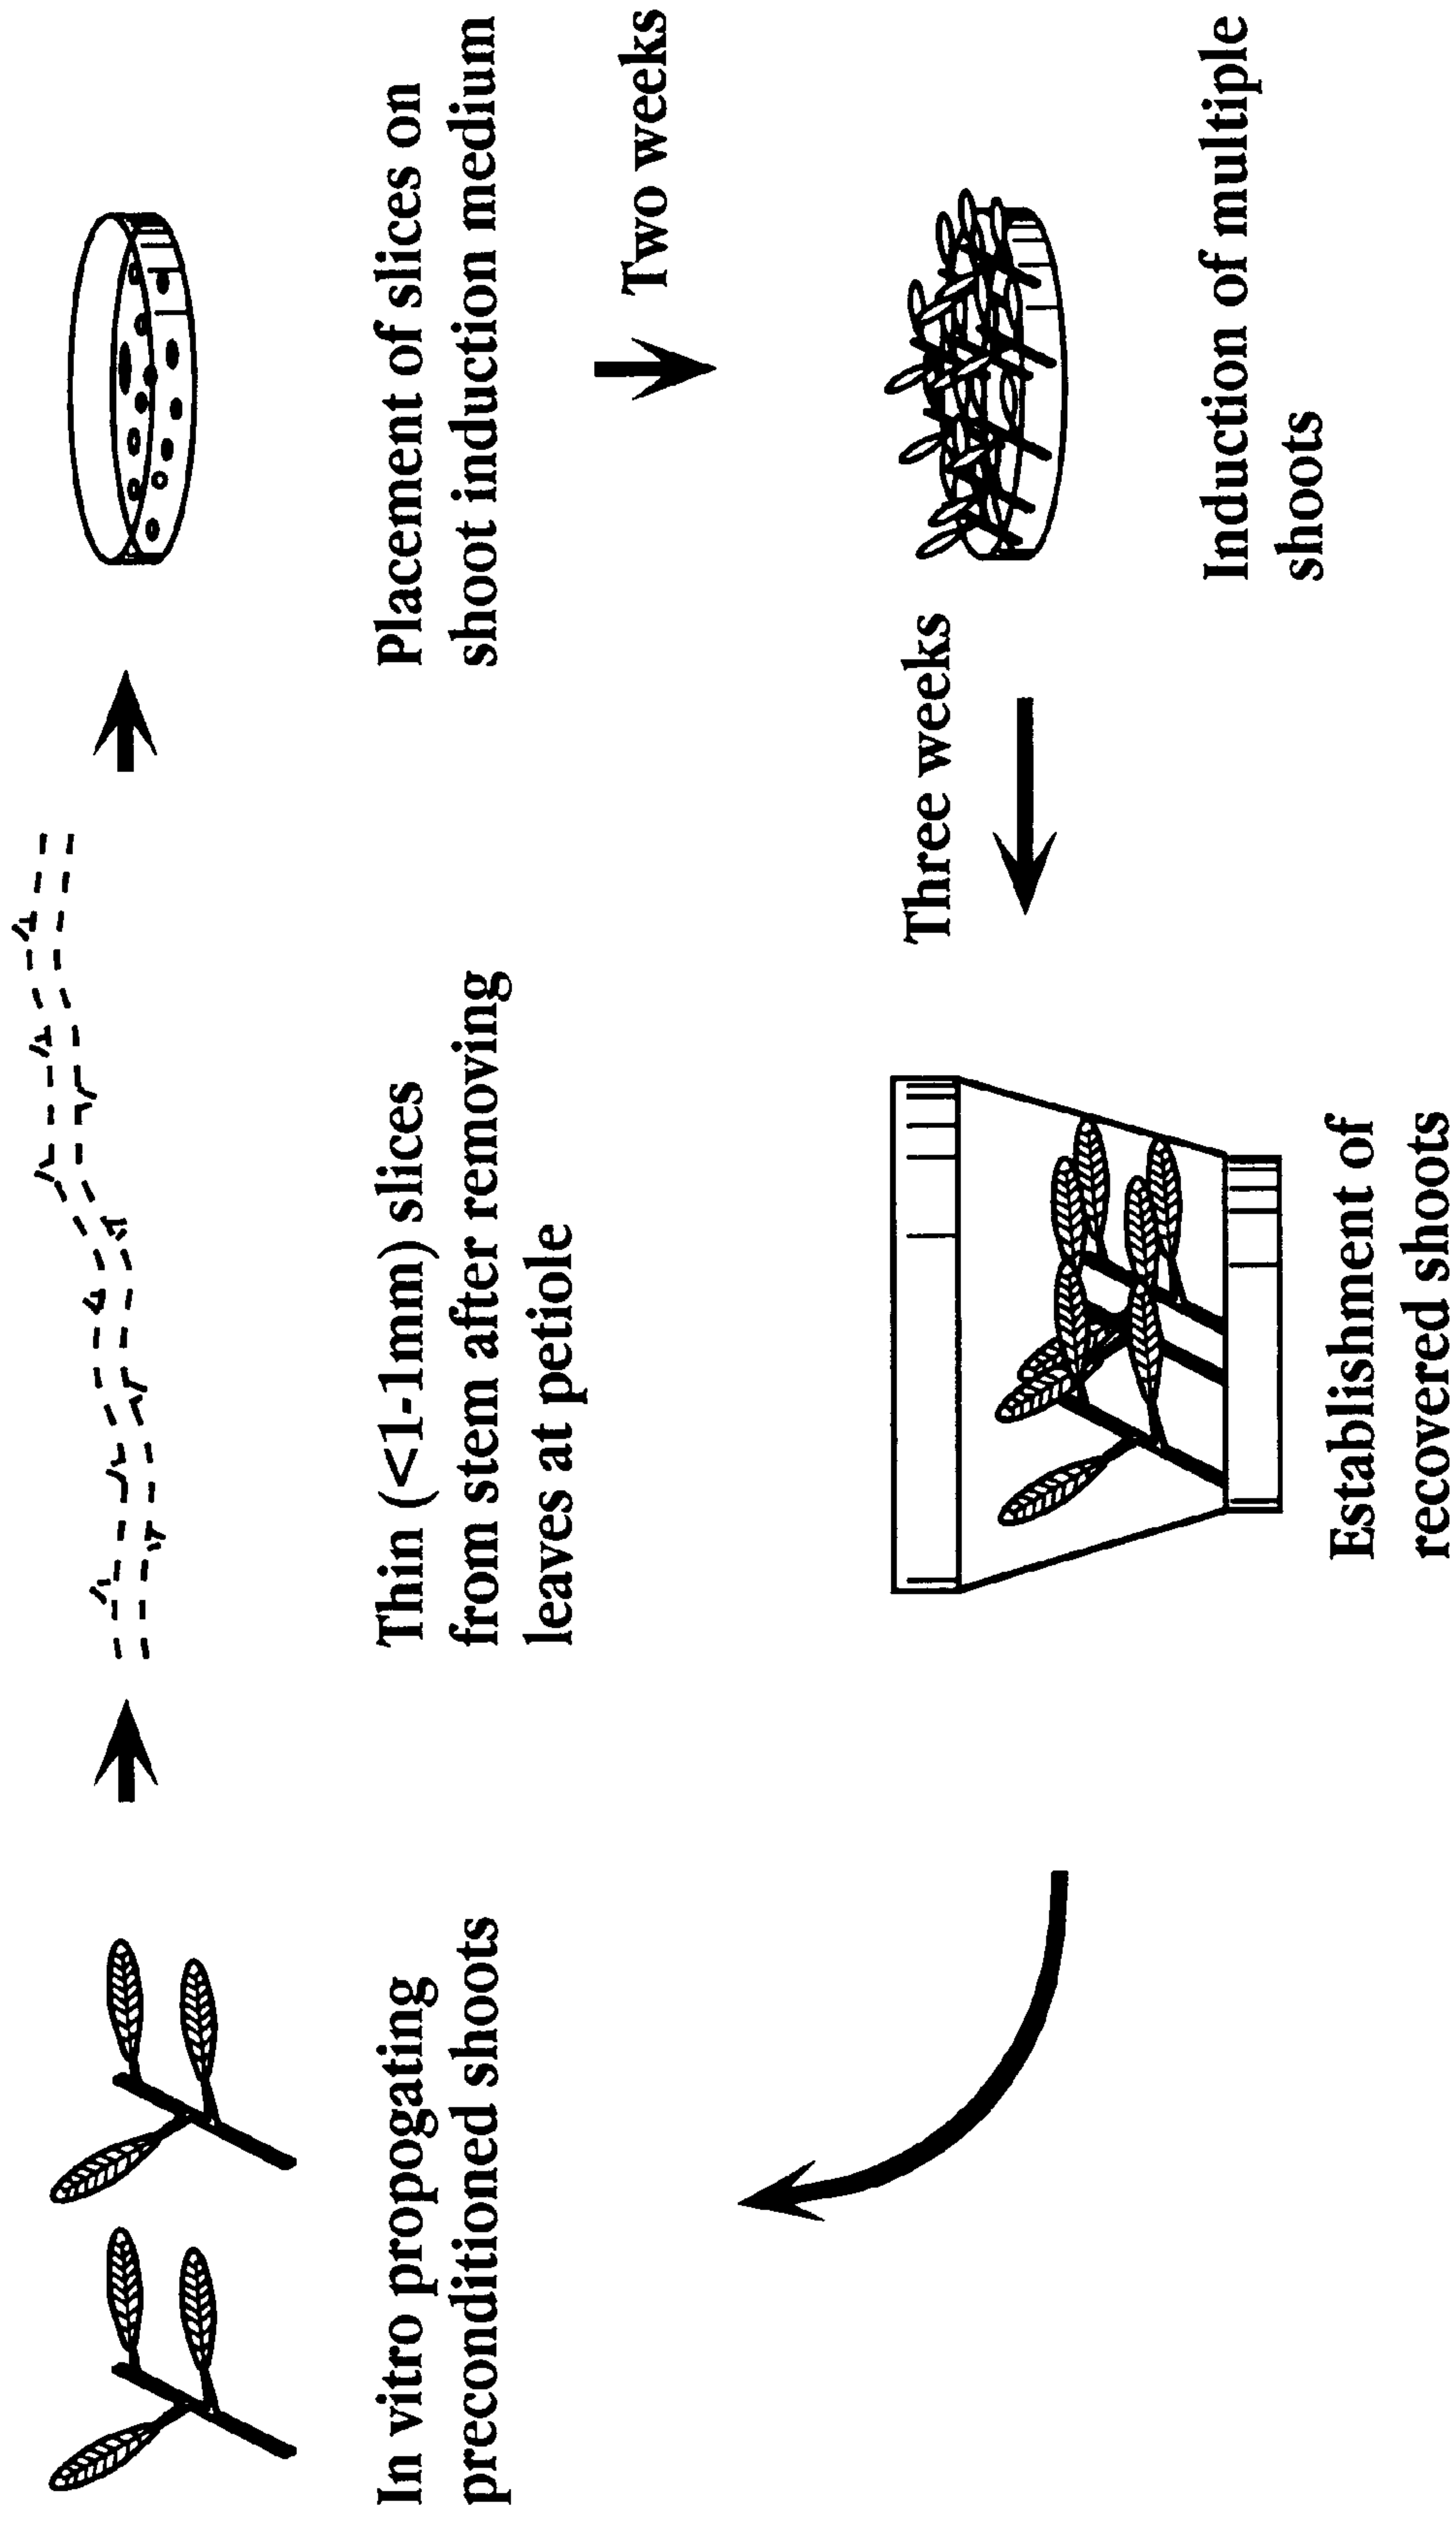 In vitro propogating
preconditioned shoots
Thin (<1-1mm) slices
from stem after removing
leaves at petiole
Placement of slices on
shoot induction medium
Two weeks
Induction of multiple
shoots
Three weeks
Establishment of
recovered shoots